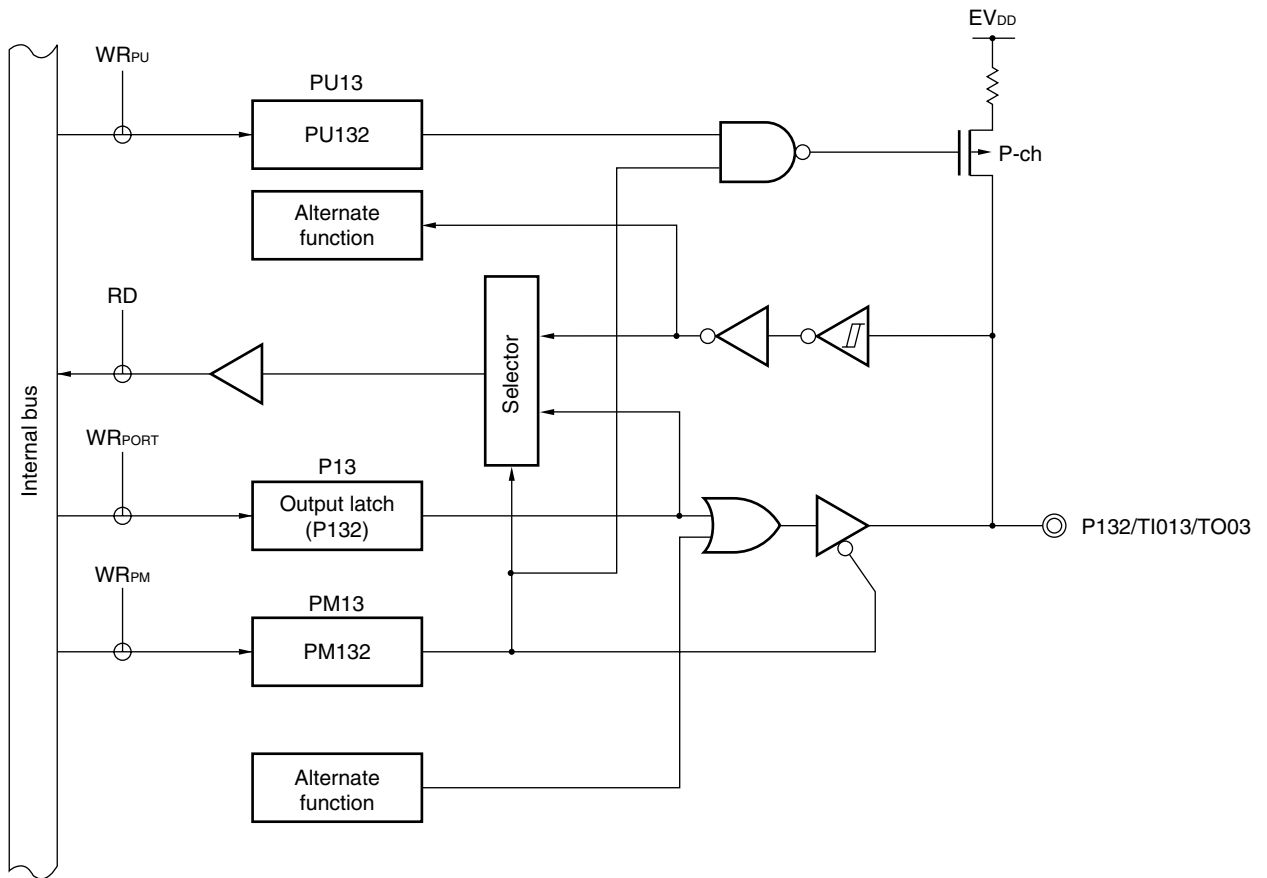 EVDD
WRPU
PU13
PU132
P-ch
Alternate
function
RD
Selector
Internal bus
WRPORT
P13
Output latch
(P132)
P132/TI013/TO03
WRPM
PM13
PM132
Alternate
function